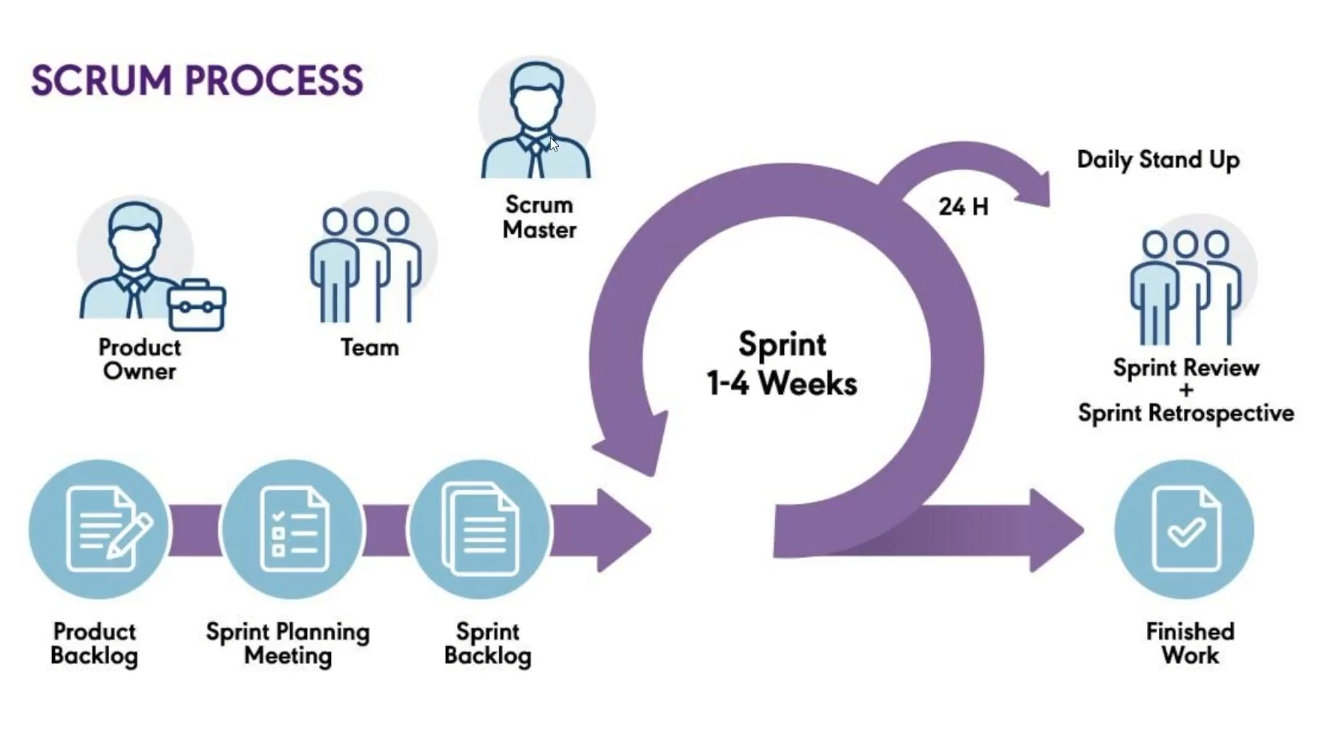 SCRUM PROCESS
Scrum
Master
Product
Owner
Team
Daily Stand Up
24 H
Sprint
1-4 Weeks
Sprint Review
+
Sprint Retrospective
Product
Backlog
Sprint Planning
Meeting
Sprint
Backlog
Finished
Work